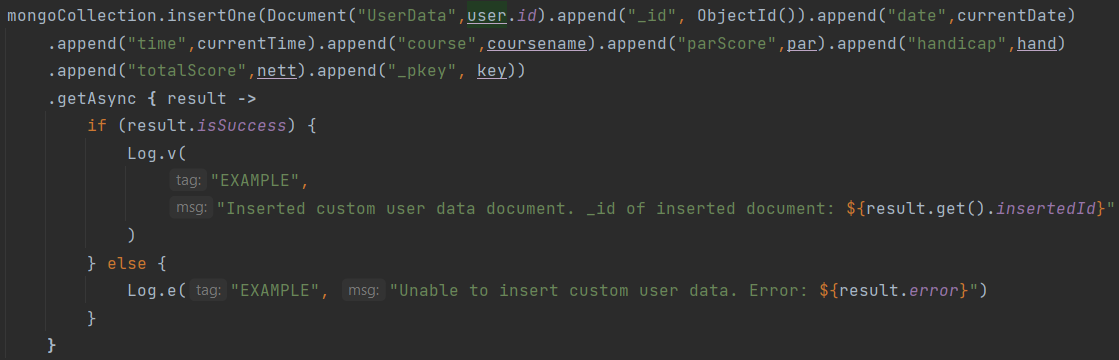 mongoCollection.insertOne(Document("UserData",user.id).append("_id", ObjectId()).append("date",currentDate)
.append("time",currentTime).append("course",coursename).append("parScore",par).append("handicap",hand)
.append("totalScore",nett).append("_pkey", key))
.getAsync { result ->
if (result.isSuccess) {
Log.v(
tag: "EXAMPLE",
msg: "Inserted custom user data document. _id of inserted document: ${result.get().insertedId}"
)
} else {
Log.e( tag: "EXAMPLE", msg: "Unable to insert custom user data. Error: ${result.error}")
}
}